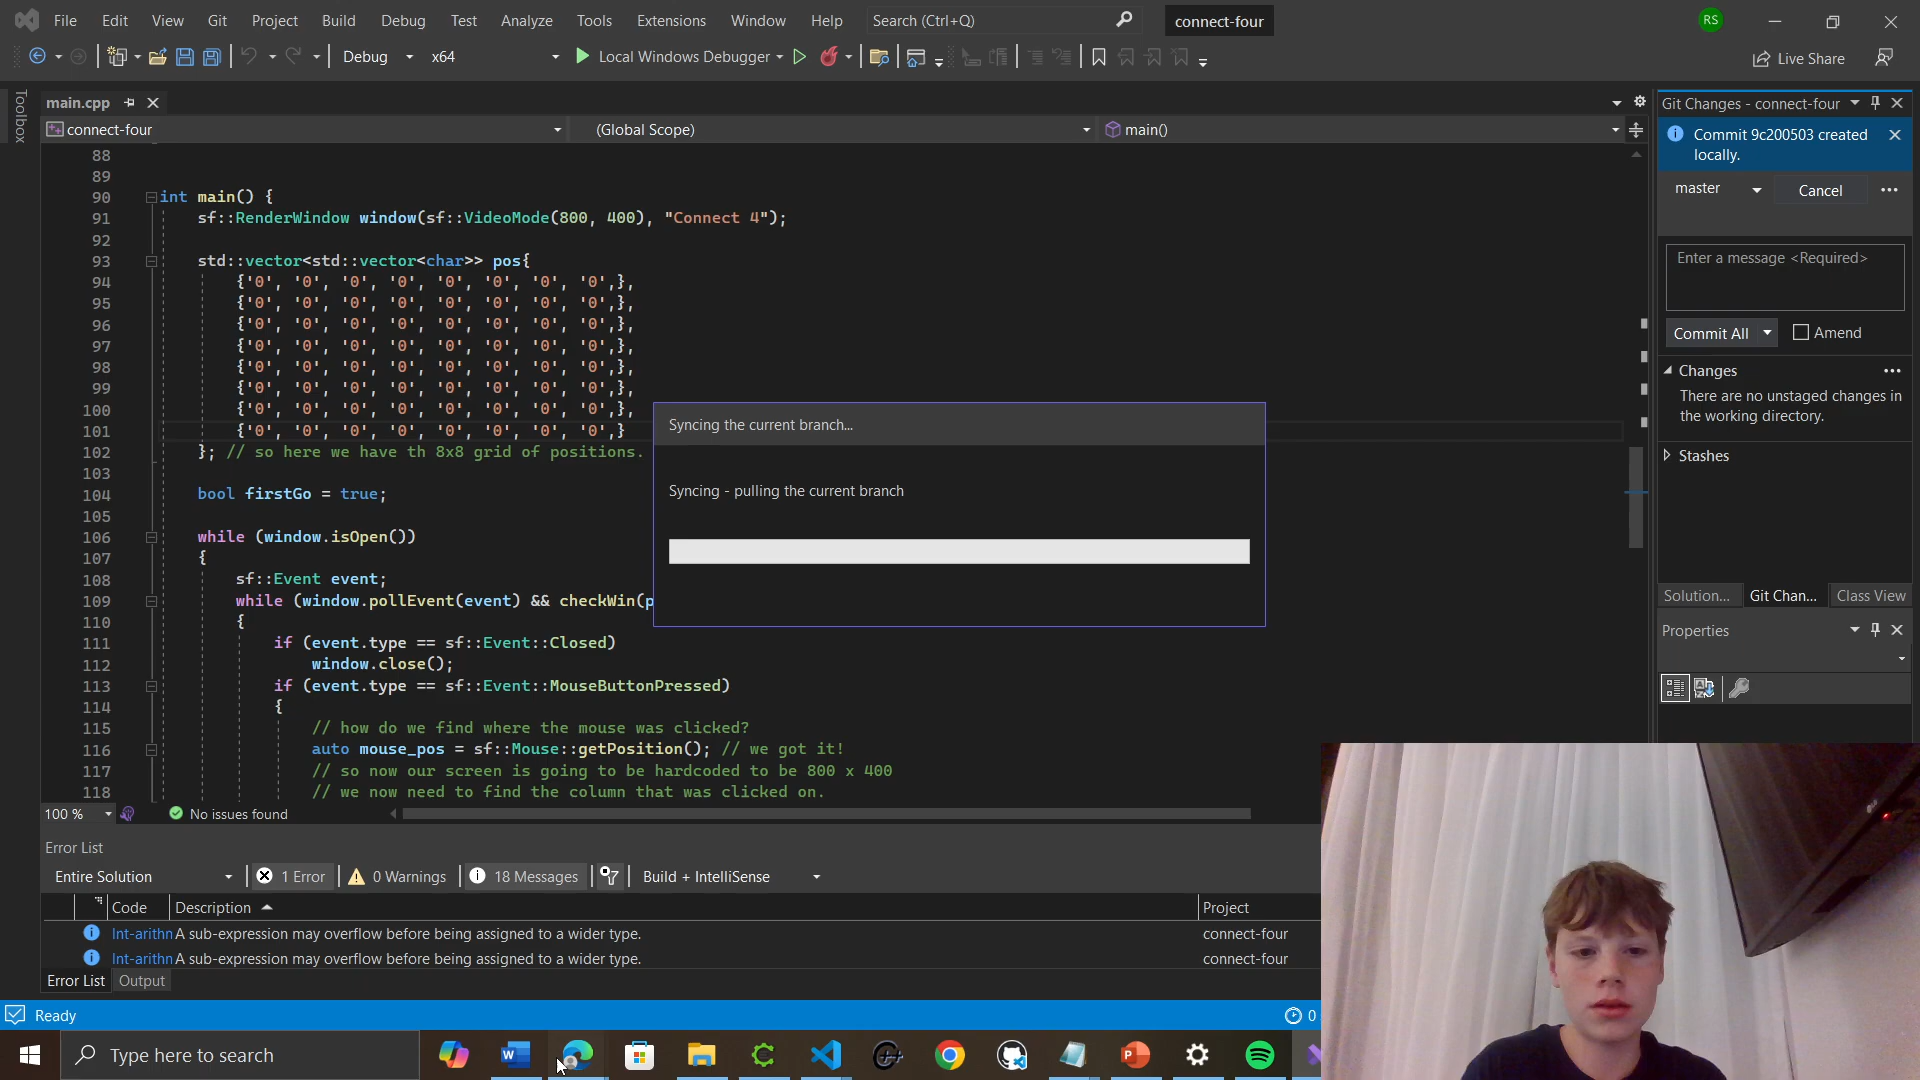 File Edit View Git Project Build Debug Test Analyze Tools Extensions Window Help Search (Ctrl+Q) connect-four RS
Debug x64 Local Windows Debugger Live Share
Toolbox
main.cpp
connect-four (Global Scope) main()
88
89
90 int main() {
91 sf::RenderWindow window(sf::VideoMode(800, 400), "Connect 4");
92
93 std::vector<std::vector<char>> pos{
94 {'0', '0', '0', '0', '0', '0', '0', '0',},
95 {'0', '0', '0', '0', '0', '0', '0', '0',},
96 {'0', '0', '0', '0', '0', '0', '0', '0',},
97 {'0', '0', '0', '0', '0', '0', '0', '0',},
98 {'0', '0', '0', '0', '0', '0', '0', '0',},
99 {'0', '0', '0', '0', '0', '0', '0', '0',},
100 {'0', '0', '0', '0', '0', '0', '0', '0',},
101 {'0', '0', '0', '0', '0', '0', '0', '0',}
102 }; // so here we have th 8x8 grid of positions.
103
104 bool firstGo = true;
105
106 while (window.isOpen())
107 {
108 sf::Event event;
109 while (window.pollEvent(event) && checkWin(p
110 {
111 if (event.type == sf::Event::Closed)
112 window.close();
113 if (event.type == sf::Event::MouseButtonPressed)
114 {
115 // how do we find where the mouse was clicked?
116 auto mouse_pos = sf::Mouse::getPosition(); // we got it!
117 // so now our screen is going to be hardcoded to be 800 x 400
118 // we now need to find the column that was clicked on.
Syncing the current branch...
Syncing - pulling the current branch
100 % No issues found
Error List
Entire Solution 1 Error 0 Warnings 18 Messages Build + IntelliSense
Code Description Project
Int-arithn A sub-expression may overflow before being assigned to a wider type. connect-four
Int-arithn A sub-expression may overflow before being assigned to a wider type. connect-four
Error List Output
Ready 0
Type here to search
Git Changes - connect-four
Commit 9c200503 created
locally.
master Cancel
Enter a message <Required>
Commit All Amend
Changes
There are no unstaged changes in
the working directory.
Stashes
Solution... Git Chan... Class View
Properties